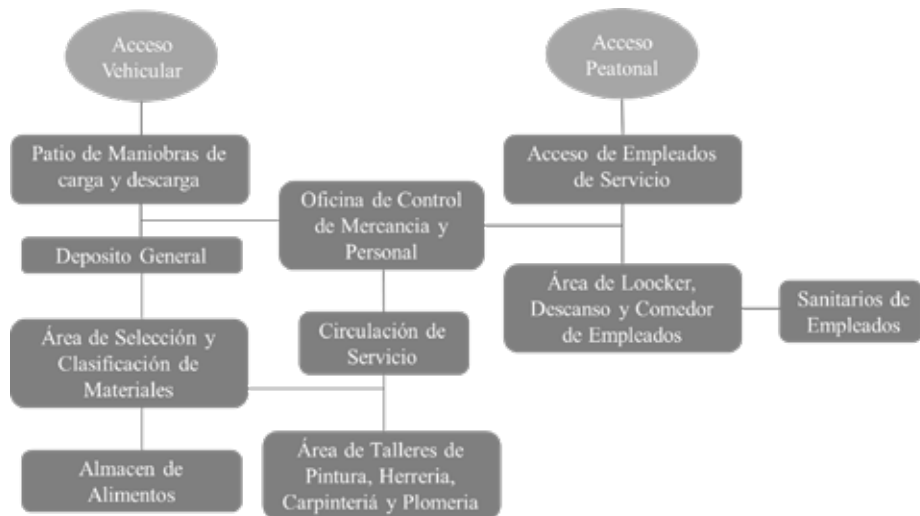 Acceso
Vehicular
Acceso
Peatonal
Patio de Maniobras de
carga y descarga
Acceso de Empleados
de Servicio
Oficina de Control
de Mercancia y
Personal
Deposito General
Área de Loocker,
Descanso y Comedor
de Empleados
Sanitarios de
Empleados
Área de Selección y
Clasificación de
Materiales
Circulación de
Servicio
Almacen de
Alimentos
Área de Talleres de
Pintura, Herreria,
Carpinteriá y Plomeria